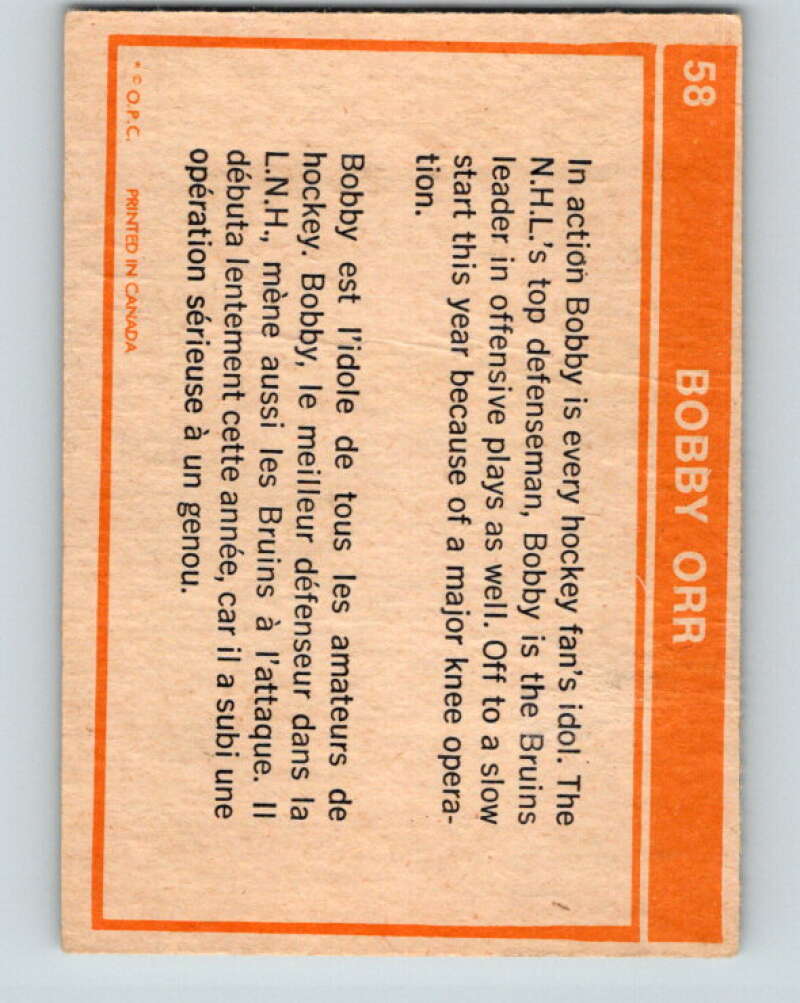 58
BOBBY ORR
In action Bobby is every hockey fan's idol. The
N.H.L.'s top defenseman, Bobby is the Bruins
leader in offensive plays as well. Off to a slow
start this year because of a major knee opera-
tion.
Bobby est l'idole de tous les amateurs de
hockey. Bobby, le meilleur défenseur dans la
L.N.H., mène aussi les Bruins à l'attaque. Il
débuta lentement cette année, car il a subi une
opération sérieuse à un genou.
* © O.P.C. PRINTED IN CANADA